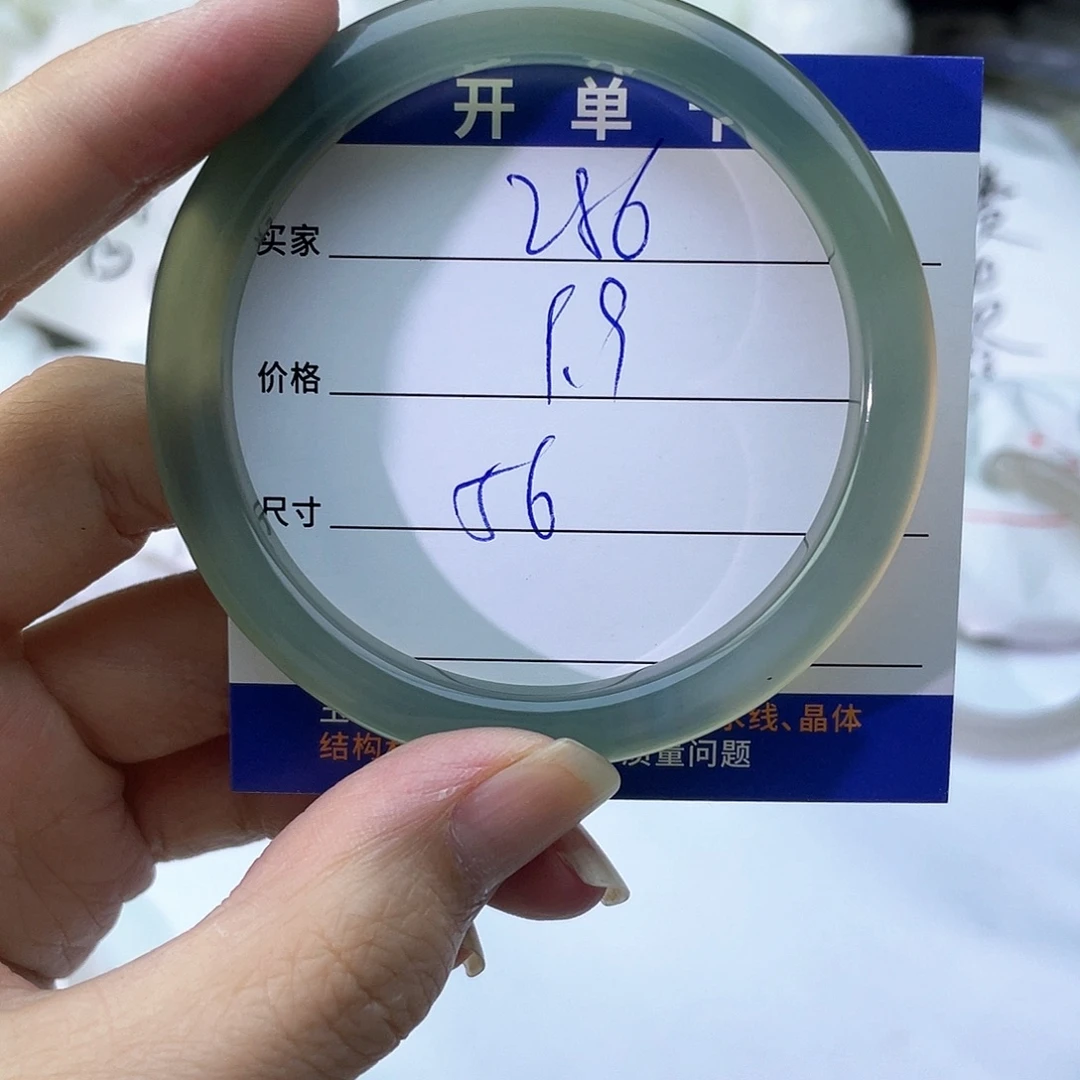 开单
买家 286
价格 1.9
尺寸 56
水线、晶体
结构 质量问题